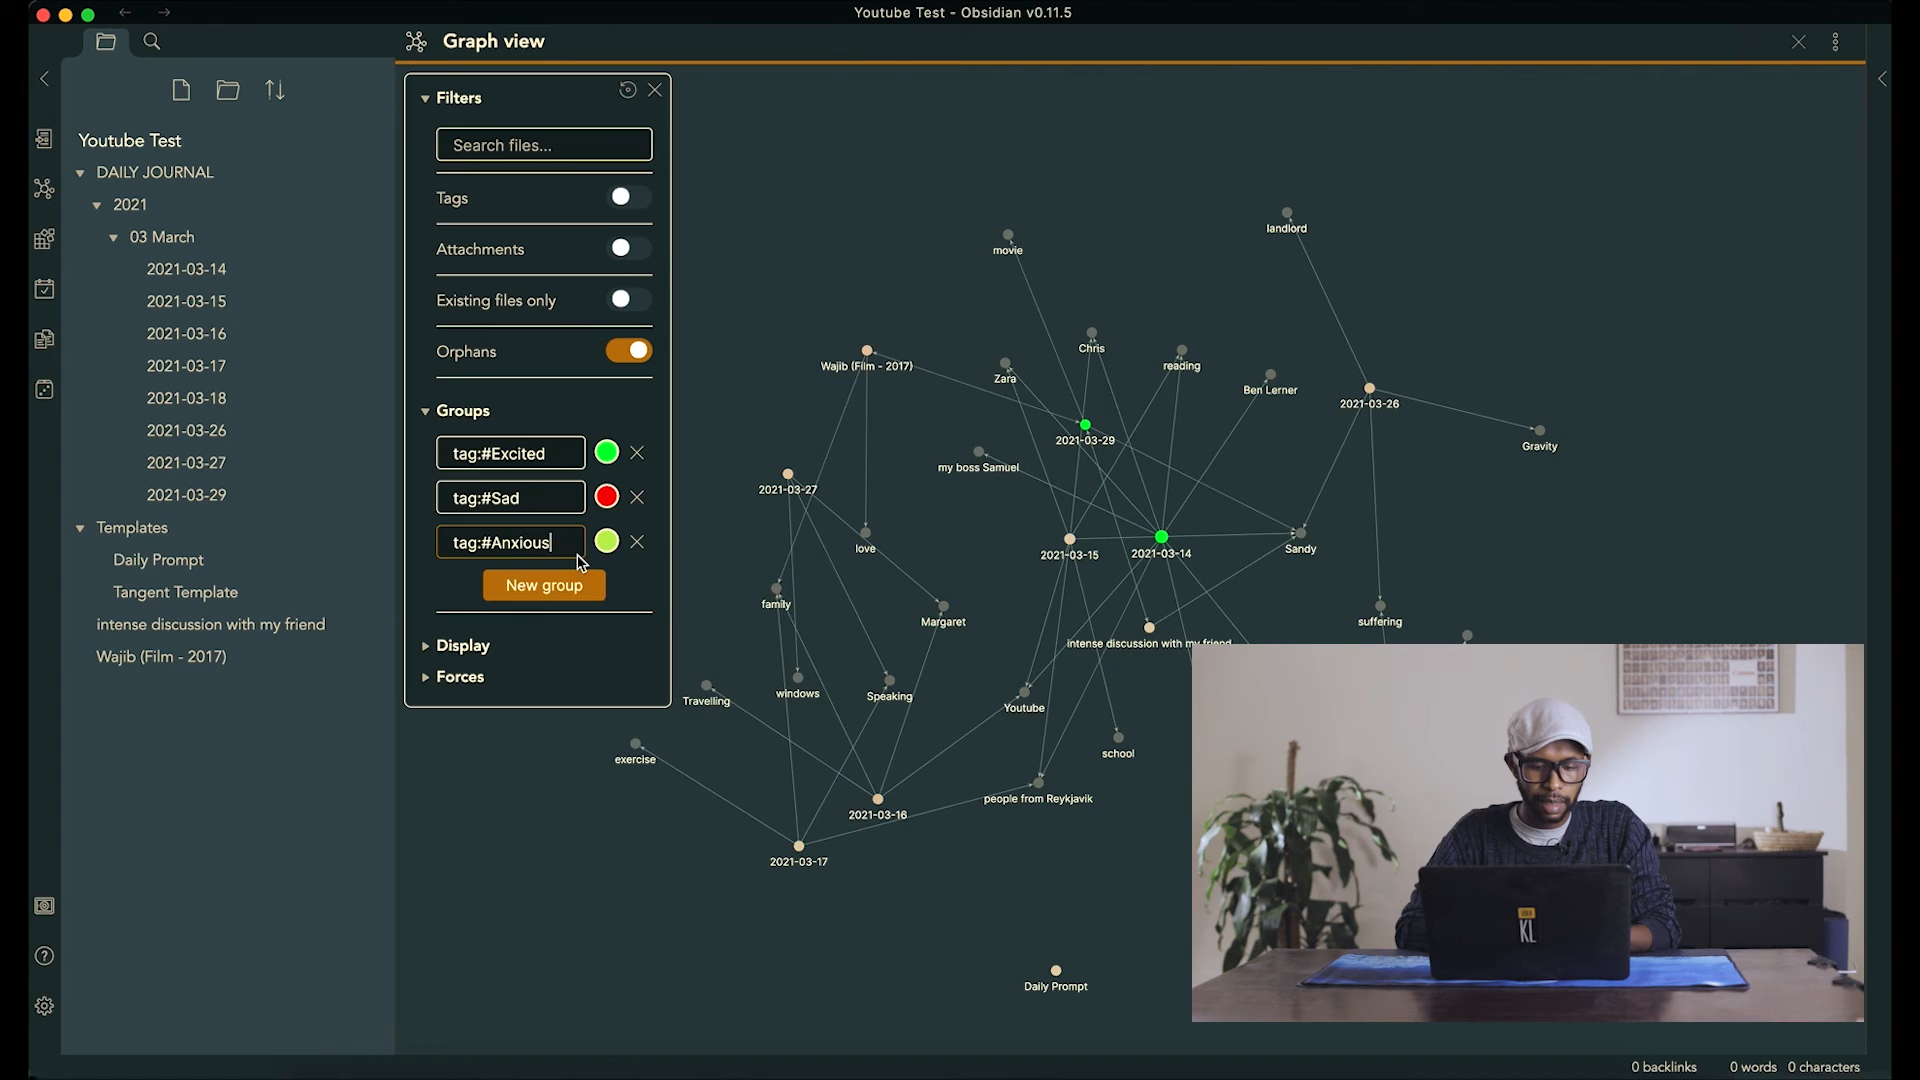 Youtube Test - Obsidian v0.11.5
Graph view
Filters
Search files...
Tags
Attachments
Existing files only
Orphans
Groups
tag:#Excited
tag:#Sad
tag:#Anxious
New group
Display
Forces
Youtube Test
DAILY JOURNAL
2021
03 March
2021-03-14
2021-03-15
2021-03-16
2021-03-17
2021-03-18
2021-03-26
2021-03-27
2021-03-29
Templates
Daily Prompt
Tangent Template
intense discussion with my friend
Wajib (Film - 2017)
landlord
movie
Chris
reading
Wajib (Film - 2017)
Zara
Ben Lerner
2021-03-26
2021-03-29
Gravity
my boss Samuel
2021-03-27
love
2021-03-15
2021-03-14
Sandy
family
Margaret
suffering
intense discussion with my friend
windows
Speaking
Travelling
Youtube
school
exercise
people from Reykjavik
2021-03-16
2021-03-17
KL
Daily Prompt
0 backlinks
0 words
0 characters